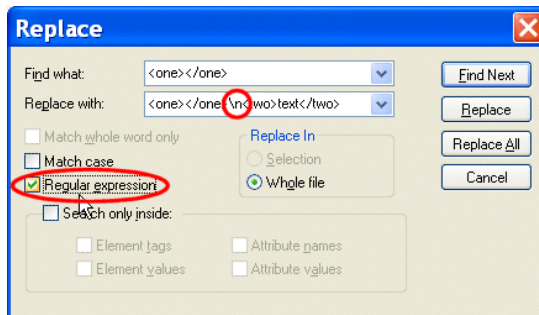 Replace
Find what: <one></one> Find Next
Replace with: <one></one>\n<two>text</two> Replace
Match whole word only Replace In Replace All
Match case Selection
Regular expression Whole file Cancel
Search only inside:
Element tags Attribute names
Element values Attribute values